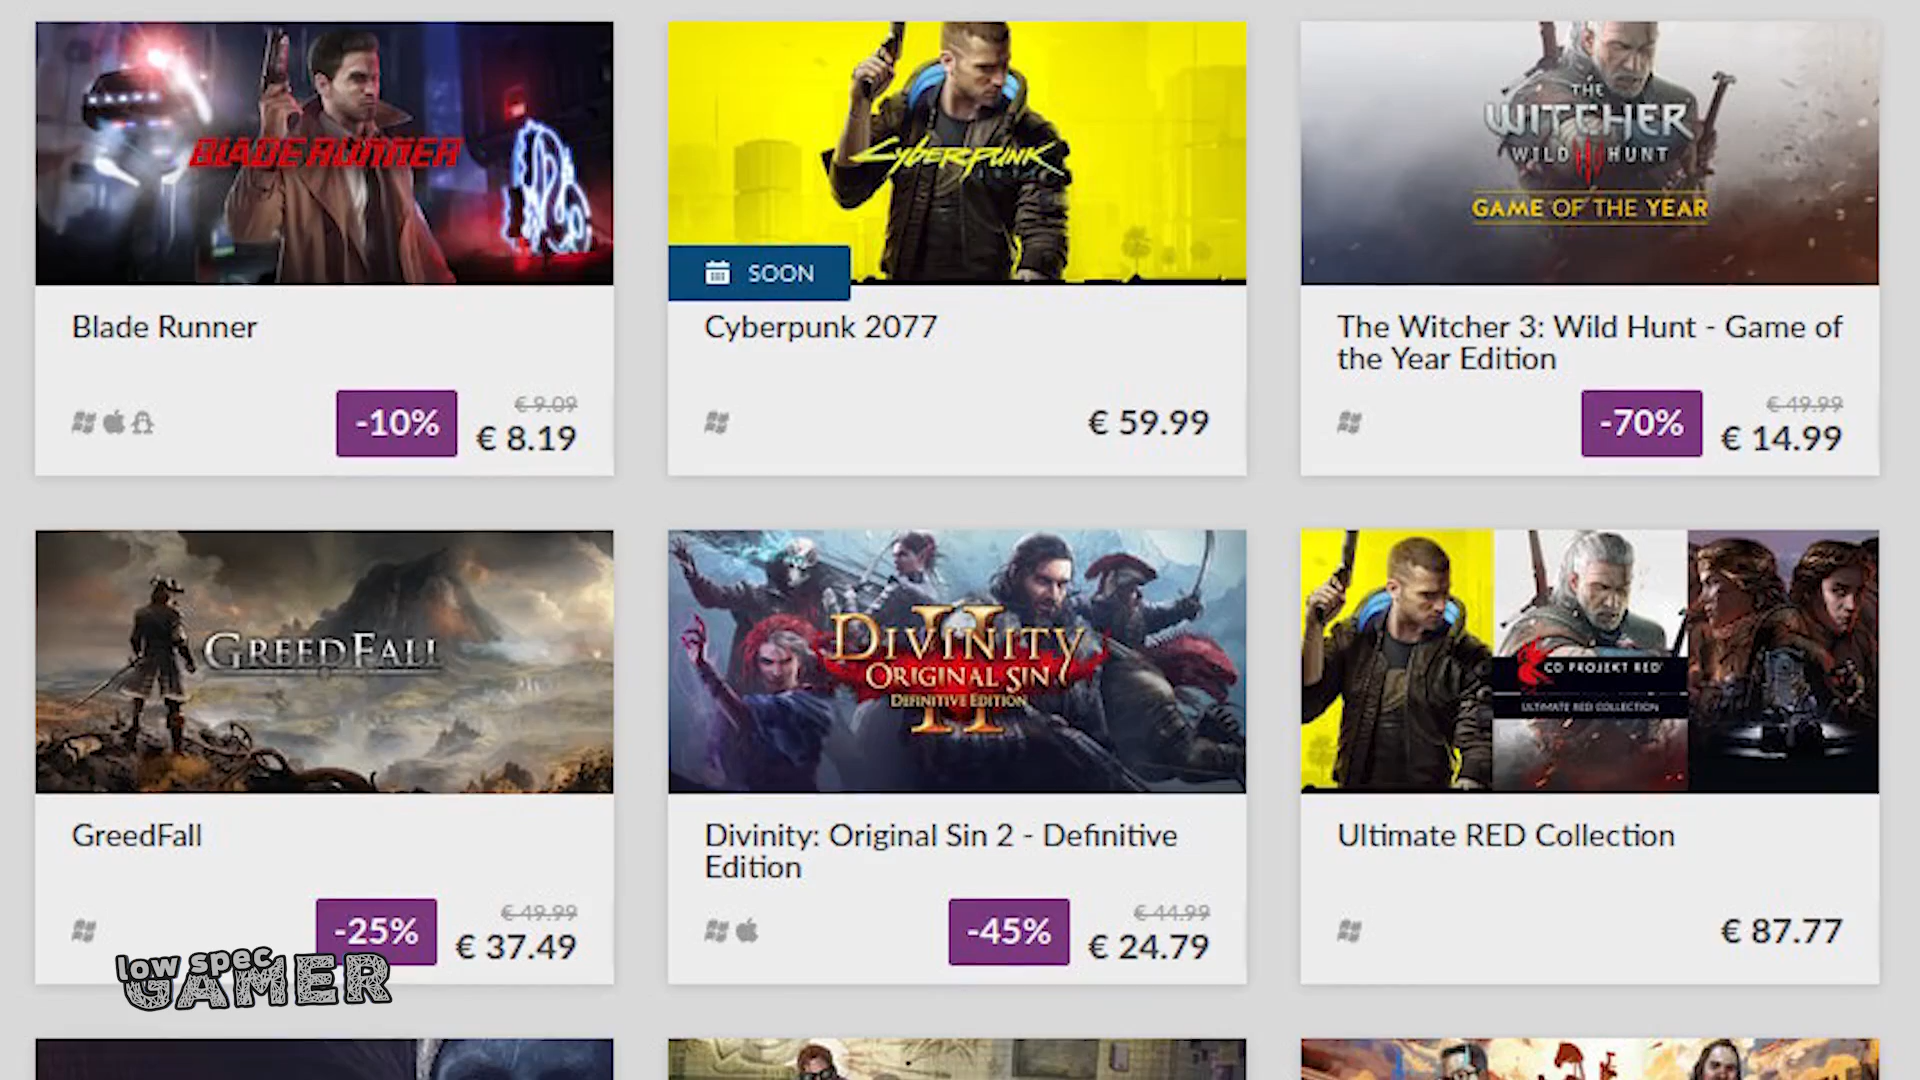 BLADE RUNNER
Blade Runner
-10%
€ 9.09
€ 8.19
Cyberpunk
SOON
Cyberpunk 2077
€ 59.99
THE
WITCHER
WILD HUNT
GAME OF THE YEAR
The Witcher 3: Wild Hunt - Game of
the Year Edition
-70%
€ 49.99
€ 14.99
GREEDFALL
GreedFall
-25%
€ 49.99
€ 37.49
II
DIVINITY
ORIGINAL SIN
DEFINITIVE EDITION
Divinity: Original Sin 2 - Definitive
Edition
-45%
€ 44.99
€ 24.79
CD PROJEKT RED
ULTIMATE RED COLLECTION
Ultimate RED Collection
€ 87.77
low spec
GAMER